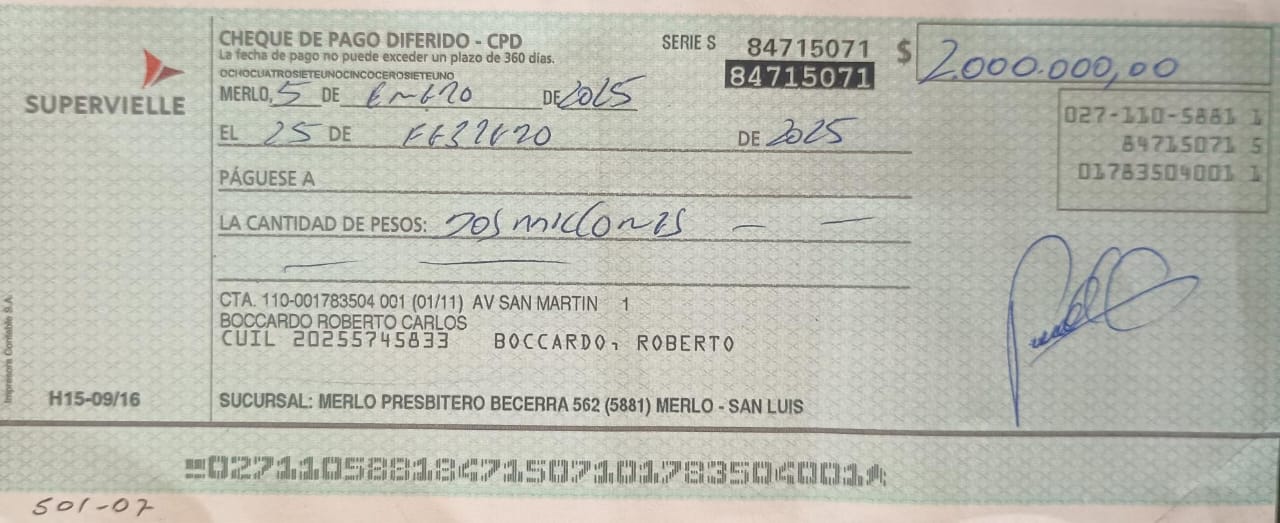 CHEQUE DE PAGO DIFERIDO - CPD
La fecha de pago no puede exceder un plazo de 360 días.
OCHOCUATROSIETEUNOCINCOCEROSIETEUNO
SERIE S 84715071
84715071
$ 2.000.000,00
SUPERVIELLE
MERLO, 5 DE ENERO DE 2025
EL 25 DE FEBRERO DE 2025
027-110-5881 1
84715071 5
01783504001 1
PÁGUESE A
LA CANTIDAD DE PESOS: DOS MILLONES — —
— —
CTA. 110-001783504 001 (01/11) AV SAN MARTIN 1
BOCCARDO ROBERTO CARLOS
CUIL 20255745833 BOCCARDO, ROBERTO
Impresora Contable S.A.
H15-09/16
SUCURSAL: MERLO PRESBITERO BECERRA 562 (5881) MERLO - SAN LUIS
02711058818471507101783504001
501-07